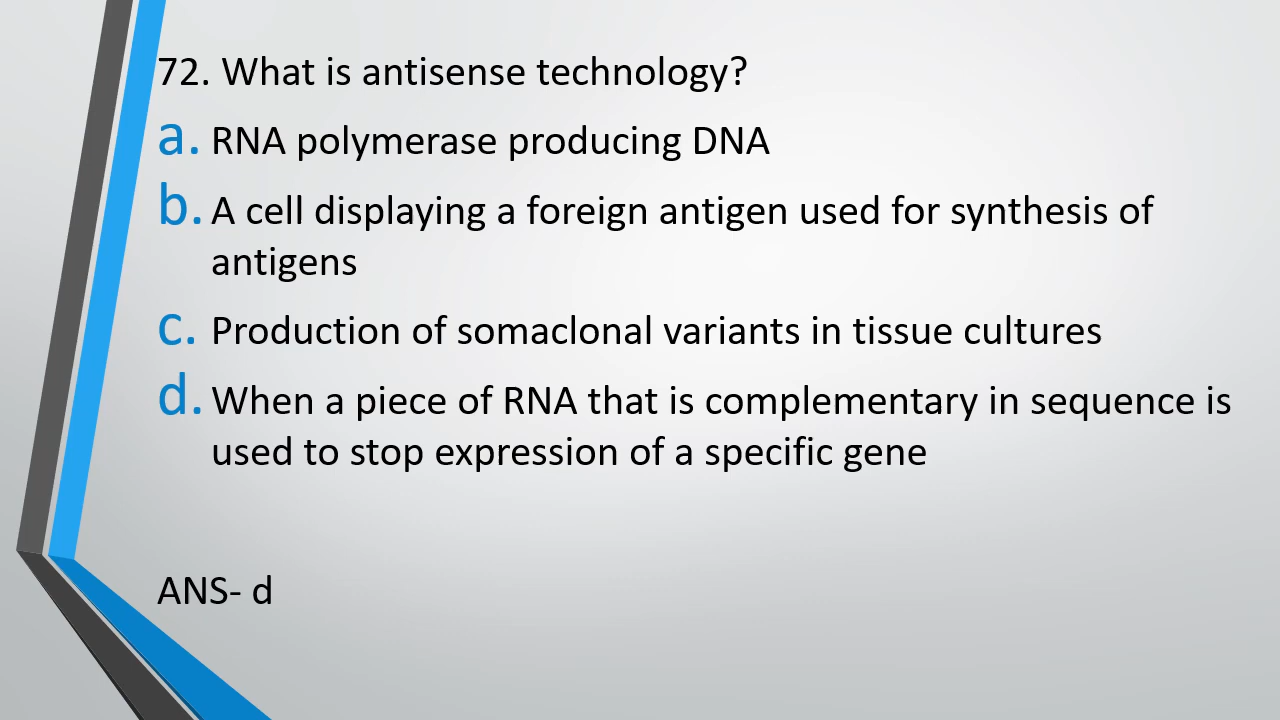 72. What is antisense technology?
a. RNA polymerase producing DNA
b. A cell displaying a foreign antigen used for synthesis of
antigens
c. Production of somaclonal variants in tissue cultures
d. When a piece of RNA that is complementary in sequence is
used to stop expression of a specific gene
ANS- d